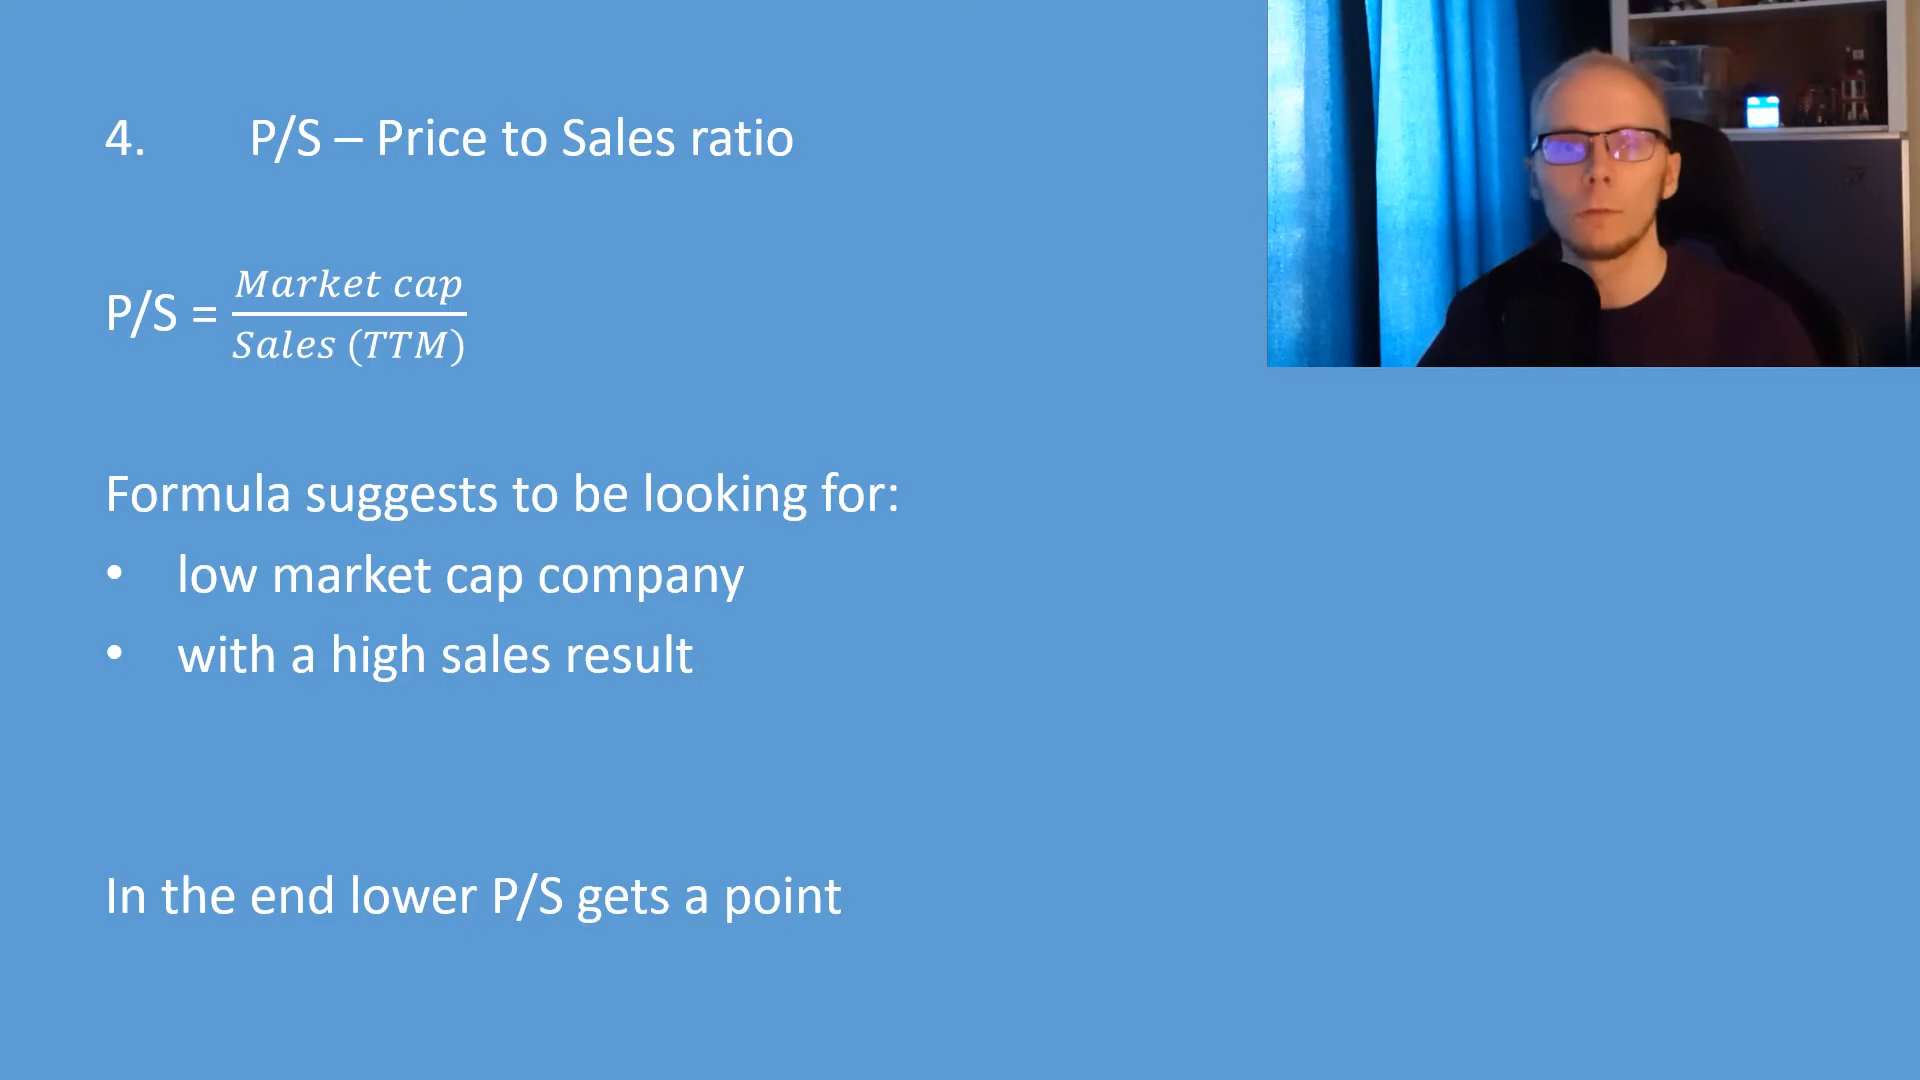 4. P/S – Price to Sales ratio
P/S = Market cap / Sales (TTM)
Formula suggests to be looking for:
• low market cap company
• with a high sales result
In the end lower P/S gets a point